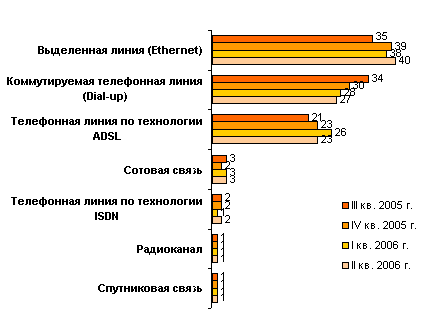 Выделенная линия (Ethernet)
35
39
38
40
Коммутируемая телефонная линия
(Dial-up)
34
30
28
27
Телефонная линия по технологии
ADSL
21
23
26
23
Сотовая связь
3
2
3
3
Телефонная линия по технологии
ISDN
2
2
1
2
Радиоканал
1
1
1
1
Спутниковая связь
1
1
1
1
III кв. 2005 г.
IV кв. 2005 г.
I кв. 2006 г.
II кв. 2006 г.